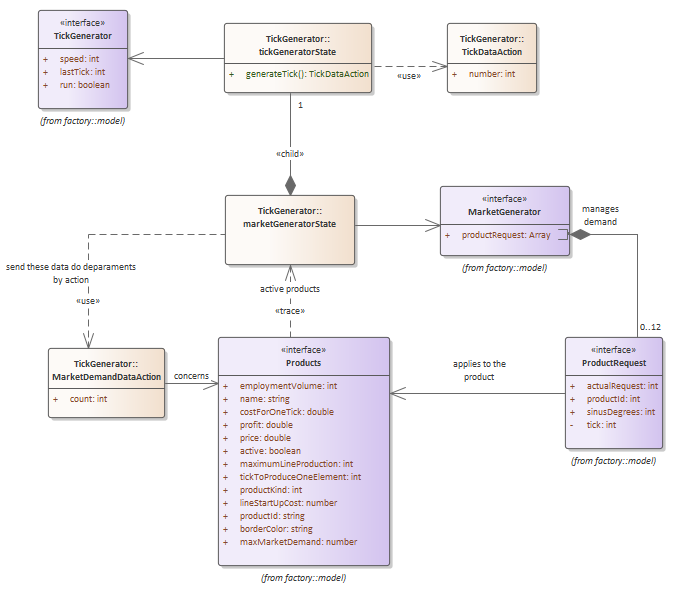 «interface»
TickGenerator
+ speed: int
+ lastTick: int
+ run: boolean
(from factory::model)
TickGenerator::
tickGeneratorState
+ generateTick(): TickDataAction
«use»
TickGenerator::
TickDataAction
+ number: int
1
«child»
TickGenerator::
marketGeneratorState
«interface»
MarketGenerator
+ productRequest: Array
(from factory::model)
manages
demand
send these data do deparaments
by action
«use»
active products
«trace»
0..12
TickGenerator::
MarketDemandDataAction
+ count: int
concerns
«interface»
Products
+ employmentVolume: int
+ name: string
+ costForOneTick: double
+ profit: double
+ price: double
+ active: boolean
+ maximumLineProduction: int
+ tickToProduceOneElement: int
+ productKind: int
+ lineStartUpCost: number
+ productId: string
+ borderColor: string
+ maxMarketDemand: number
(from factory::model)
applies to the
product
«interface»
ProductRequest
+ actualRequest: int
+ productId: int
+ sinusDegrees: int
- tick: int
(from factory::model)